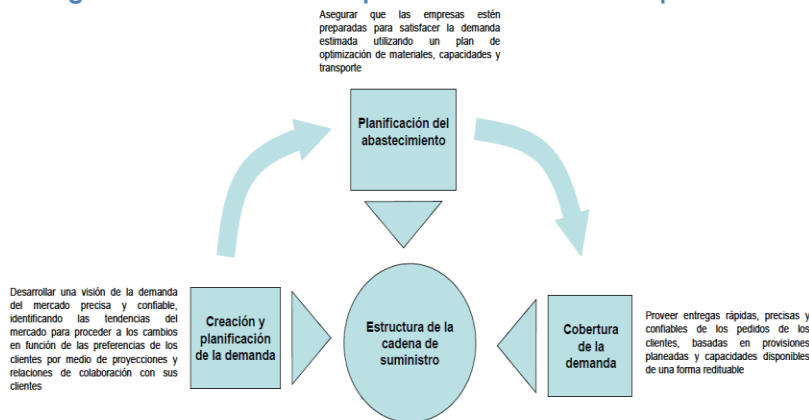 Asegurar que las empresas estén
preparadas para satisfacer la demanda
estimada utilizando un plan de
optimización de materiales, capacidades y
transporte
Planificación del
abastecimiento
Desarrollar una visión de la demanda
del mercado precisa y confiable,
identificando las tendencias del
mercado para proceder a los cambios
en función de las preferencias de los
clientes por medio de proyecciones y
relaciones de colaboración con sus
clientes
Creación y
planificación
de la demanda
Estructura de la
cadena de
suministro
Cobertura
de la
demanda
Proveer entregas rápidas, precisas y
confiables de los pedidos de los
clientes, basadas en provisiones
planeadas y capacidades disponibles
de una forma redituable